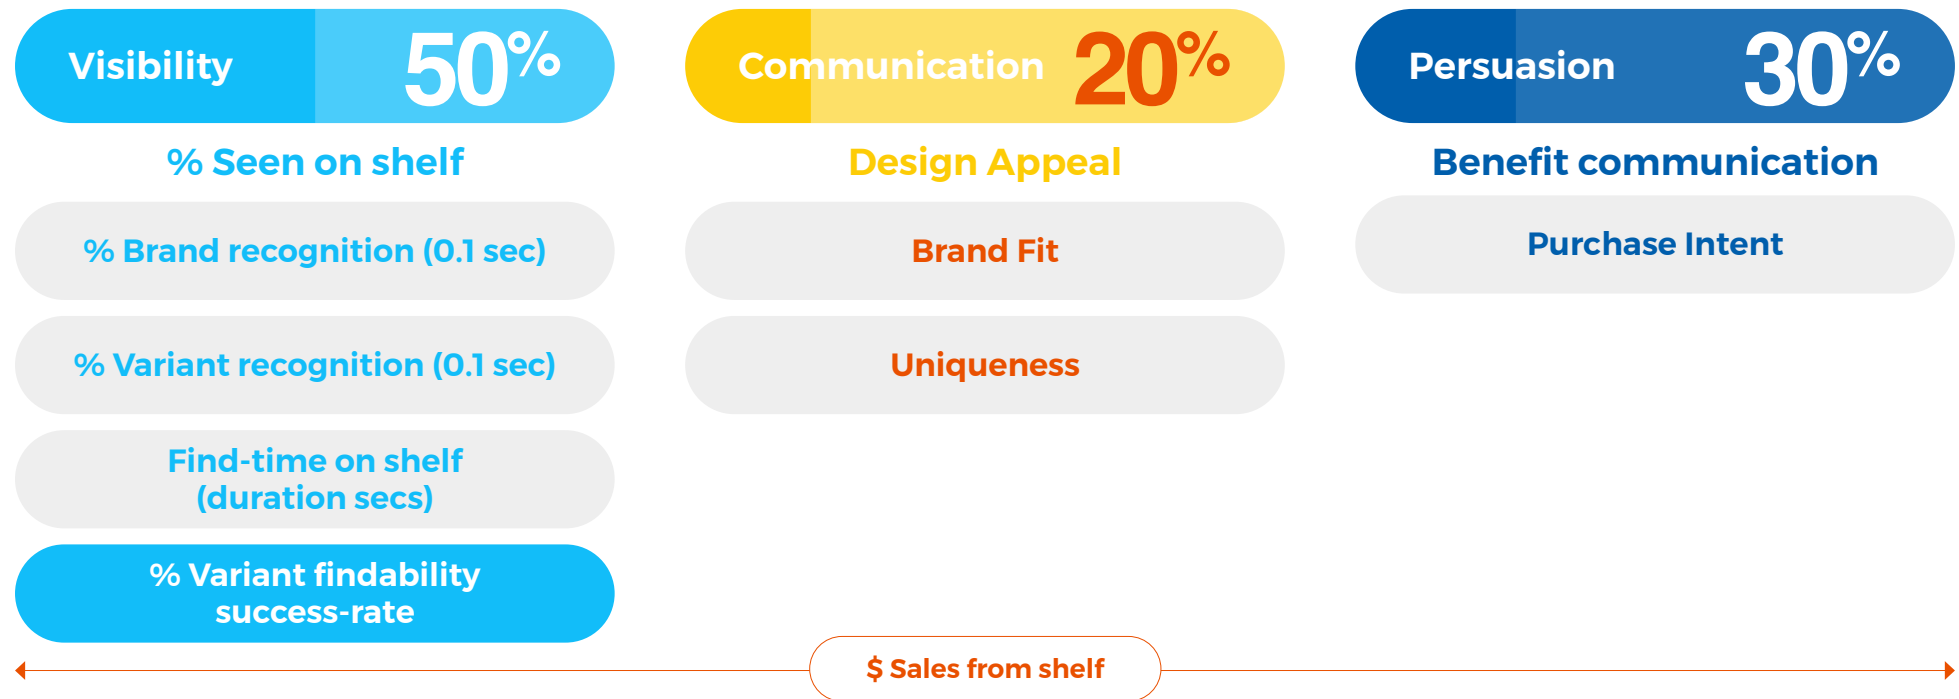 Visibility 50%
% Seen on shelf
% Brand recognition (0.1 sec)
% Variant recognition (0.1 sec)
Find-time on shelf
(duration secs)
% Variant findability
success-rate
Communication 20%
Design Appeal
Brand Fit
Uniqueness
Persuasion 30%
Benefit communication
Purchase Intent
$ Sales from shelf